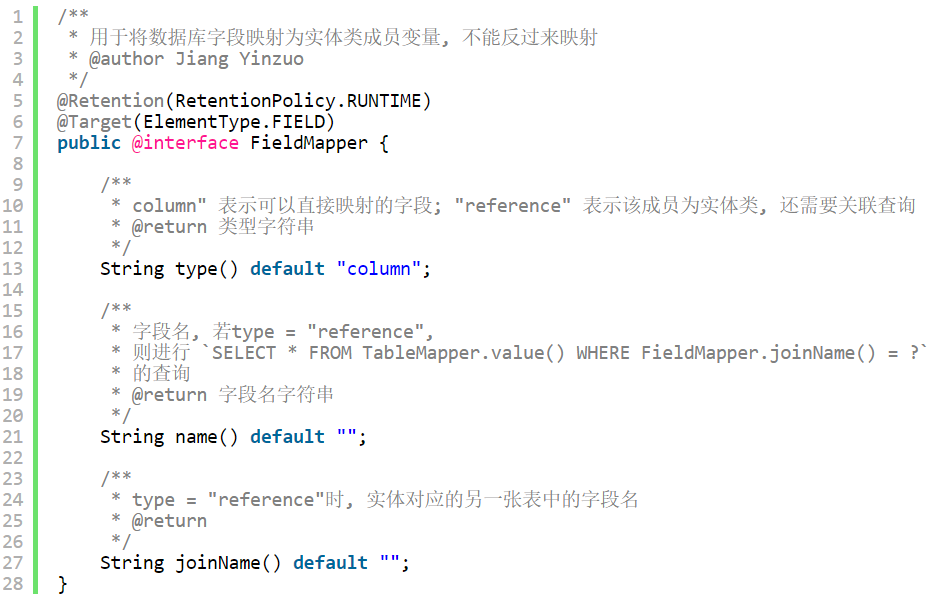 1 /**
2  * 用于将数据库字段映射为实体类成员变量, 不能反过来映射
3  * @author Jiang Yinzuo
4  */
5 @Retention(RetentionPolicy.RUNTIME)
6 @Target(ElementType.FIELD)
7 public @interface FieldMapper {
8
9     /**
10      * column" 表示可以直接映射的字段; "reference" 表示该成员为实体类, 还需要关联查询
11      * @return 类型字符串
12      */
13     String type() default "column";
14
15     /**
16      * 字段名, 若type = "reference",
17      * 则进行 `SELECT * FROM TableMapper.value() WHERE FieldMapper.joinName() = ?`
18      * 的查询
19      * @return 字段名字符串
20      */
21     String name() default "";
22
23     /**
24      * type = "reference"时, 实体对应的另一张表中的字段名
25      * @return
26      */
27     String joinName() default "";
28 }